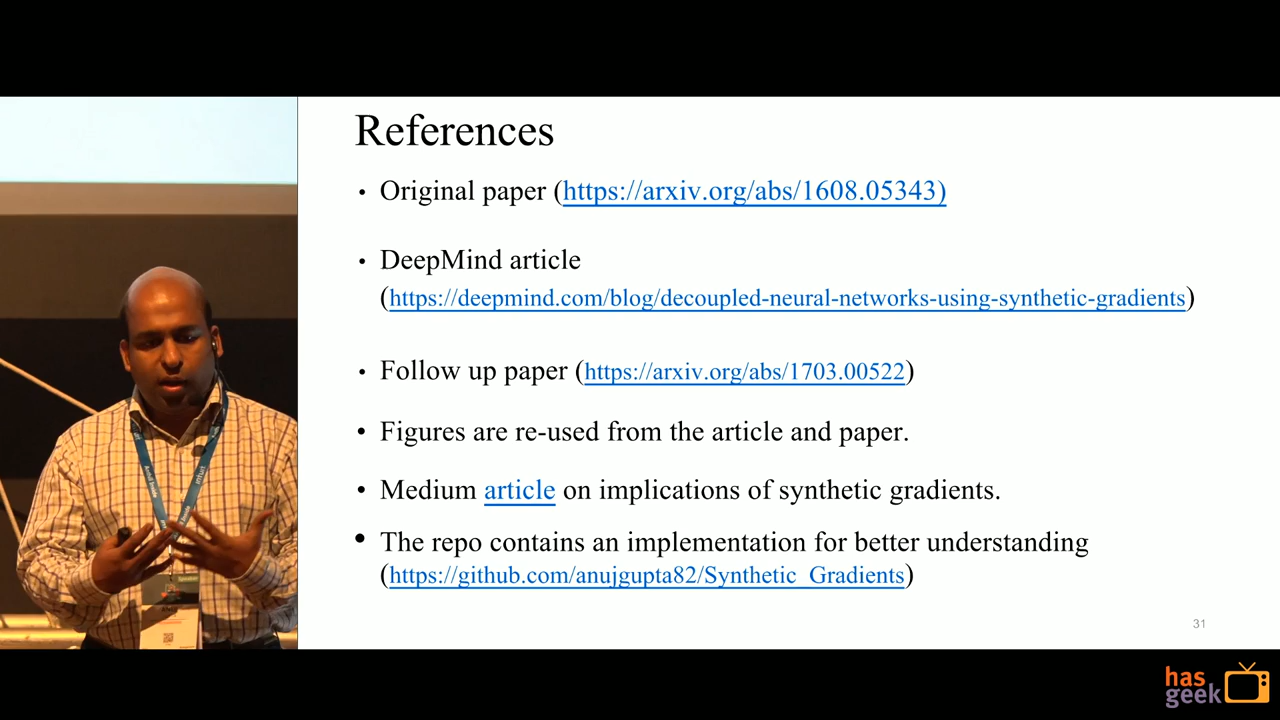 References
• Original paper (https://arxiv.org/abs/1608.05343)
• DeepMind article
(https://deepmind.com/blog/decoupled-neural-networks-using-synthetic-gradients)
• Follow up paper (https://arxiv.org/abs/1703.00522)
• Figures are re-used from the article and paper.
• Medium article on implications of synthetic gradients.
• The repo contains an implementation for better understanding
(https://github.com/anujgupta82/Synthetic_Gradients)
31
intuit
Speaker
has
geek